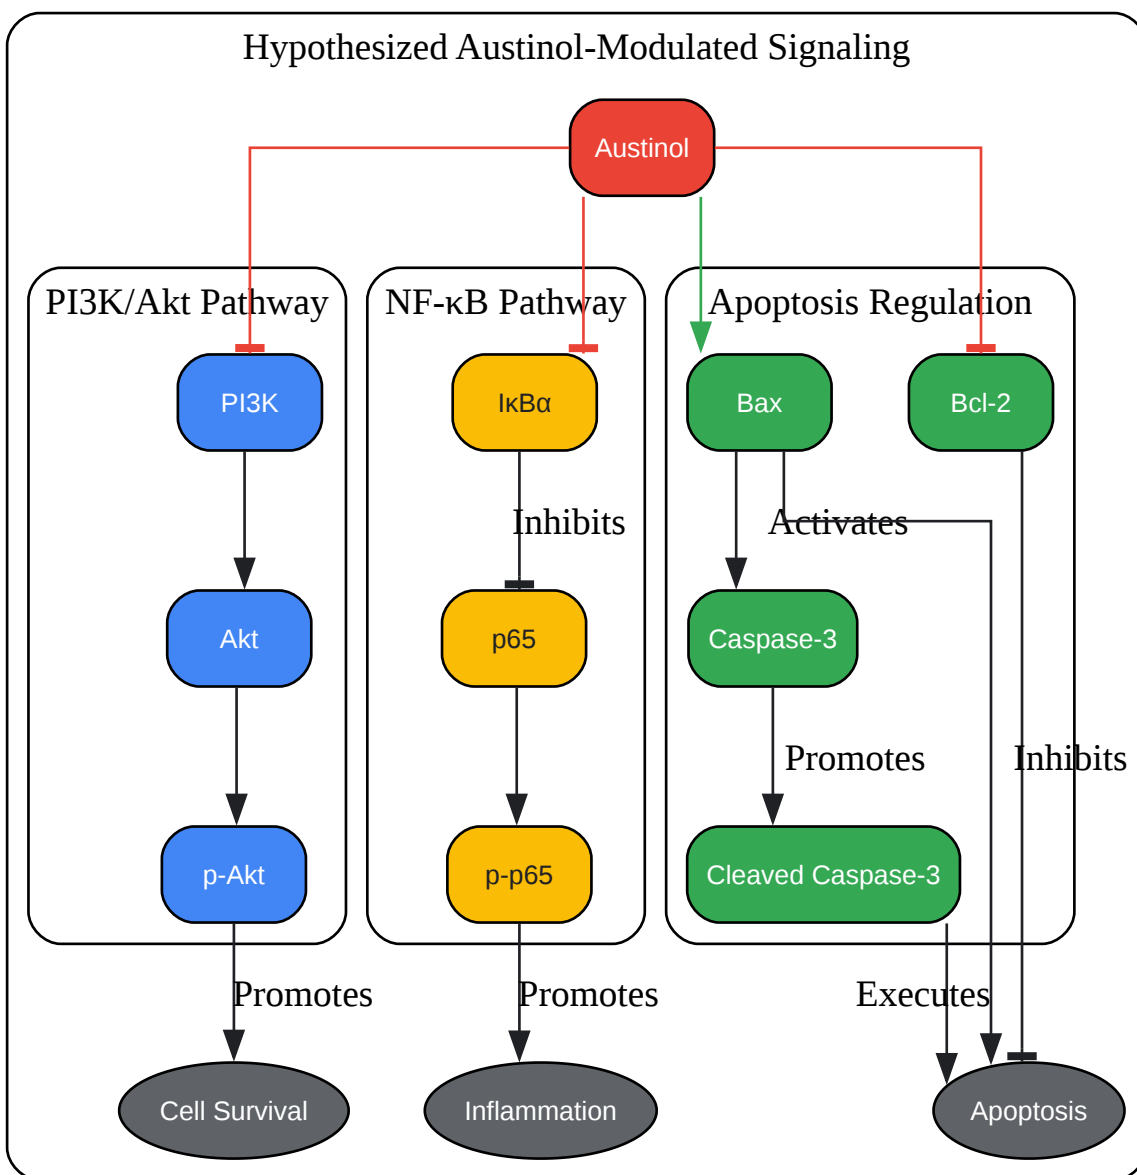 Hypothesized Austinol-Modulated Signaling
Austinol
PI3K/Akt Pathway
NF-κB Pathway
Apoptosis Regulation
PI3K
IκBα
Bax
Bcl-2
Inhibits
Activates
Akt
p65
Caspase-3
Promotes
Inhibits
p-Akt
p-p65
Cleaved Caspase-3
Promotes
Promotes
Executes
Cell Survival
Inflammation
Apoptosis